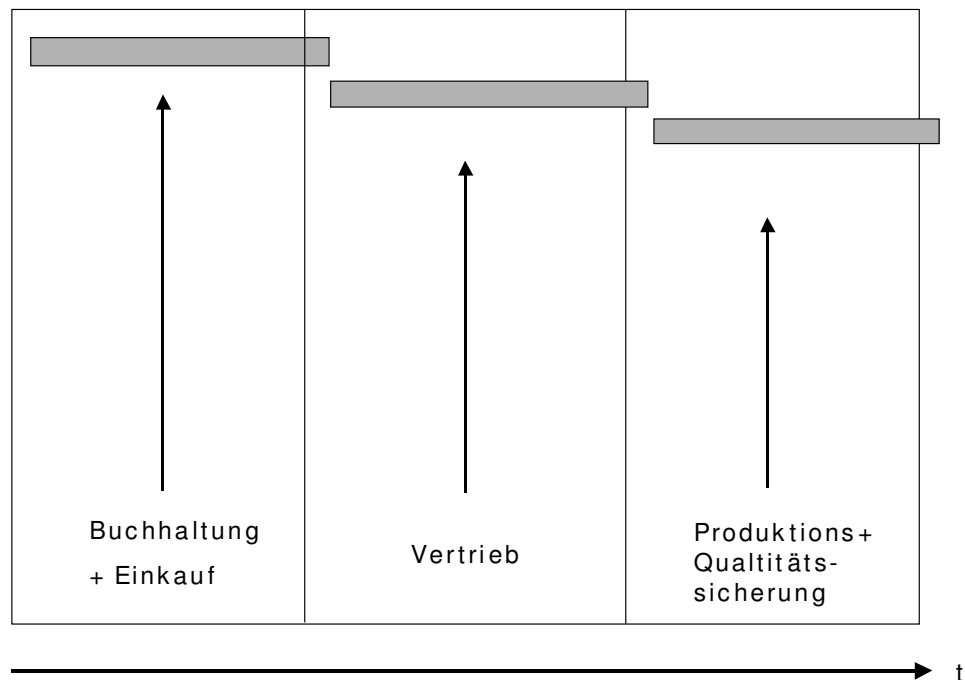 Buchhaltung
+ Einkauf
Vertrieb
Produktions+
Qualtitäts-
sicherung
t